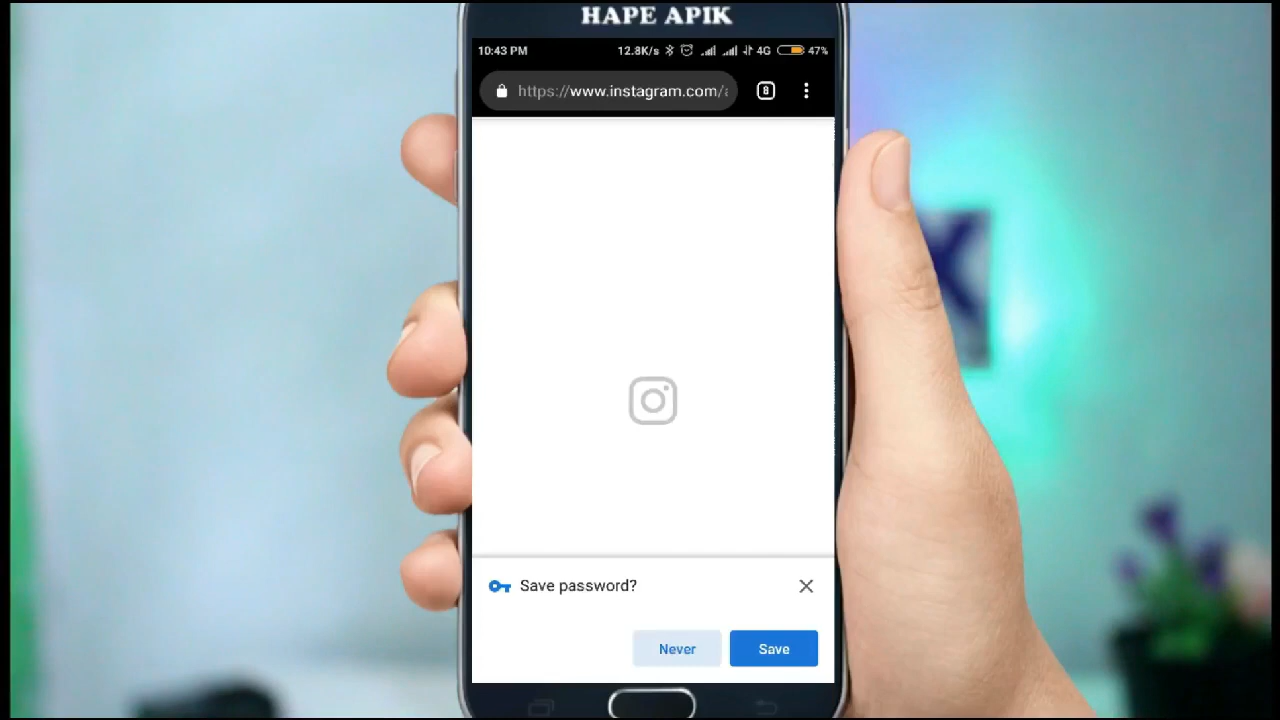 HAPE APIK
10:43 PM 12.8K/s 4G 47%
https://www.instagram.com/a
8
Save password?
Never Save